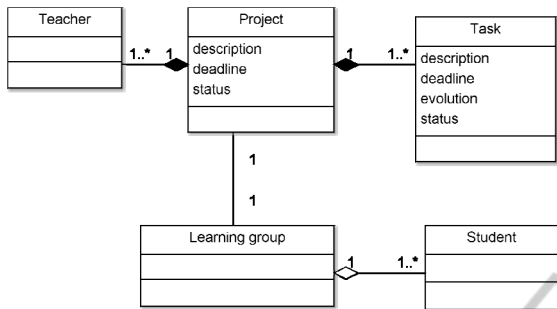 Teacher
1..*
1
Project
description
deadline
status
1
1..*
Task
description
deadline
evolution
status
1
1
Learning group
1
1..*
Student